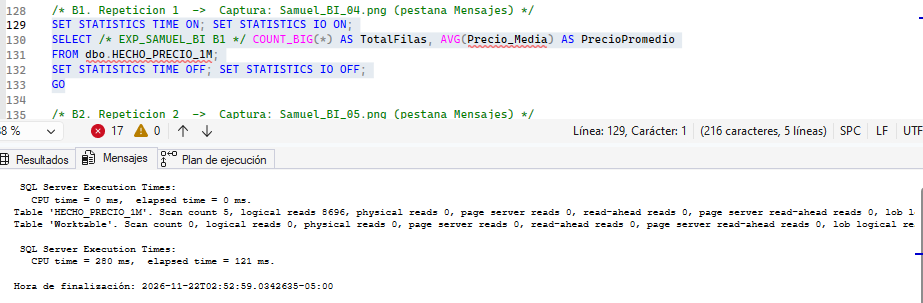 128 /* B1. Repeticion 1 -> Captura: Samuel_BI_04.png (pestana Mensajes) */
129 SET STATISTICS TIME ON; SET STATISTICS IO ON;
130 SELECT /* EXP_SAMUEL_BI B1 */ COUNT_BIG(*) AS TotalFilas, AVG(Precio_Media) AS PrecioPromedio
131 FROM dbo.HECHO_PRECIO_1M;
132 SET STATISTICS TIME OFF; SET STATISTICS IO OFF;
133 GO
134
135 /* B2. Repeticion 2 -> Captura: Samuel_BI_05.png (pestana Mensajes) */
8 % 17 0 Línea: 129, Carácter: 1 (216 caracteres, 5 líneas) SPC LF UTF
Resultados Mensajes Plan de ejecución
SQL Server Execution Times:
CPU time = 0 ms, elapsed time = 0 ms.
Table 'HECHO_PRECIO_1M'. Scan count 5, logical reads 8696, physical reads 0, page server reads 0, read-ahead reads 0, page server read-ahead reads 0, lob l
Table 'Worktable'. Scan count 0, logical reads 0, physical reads 0, page server reads 0, read-ahead reads 0, page server read-ahead reads 0, lob logical re
SQL Server Execution Times:
CPU time = 280 ms, elapsed time = 121 ms.
Hora de finalización: 2026-11-22T02:52:59.0342635-05:00